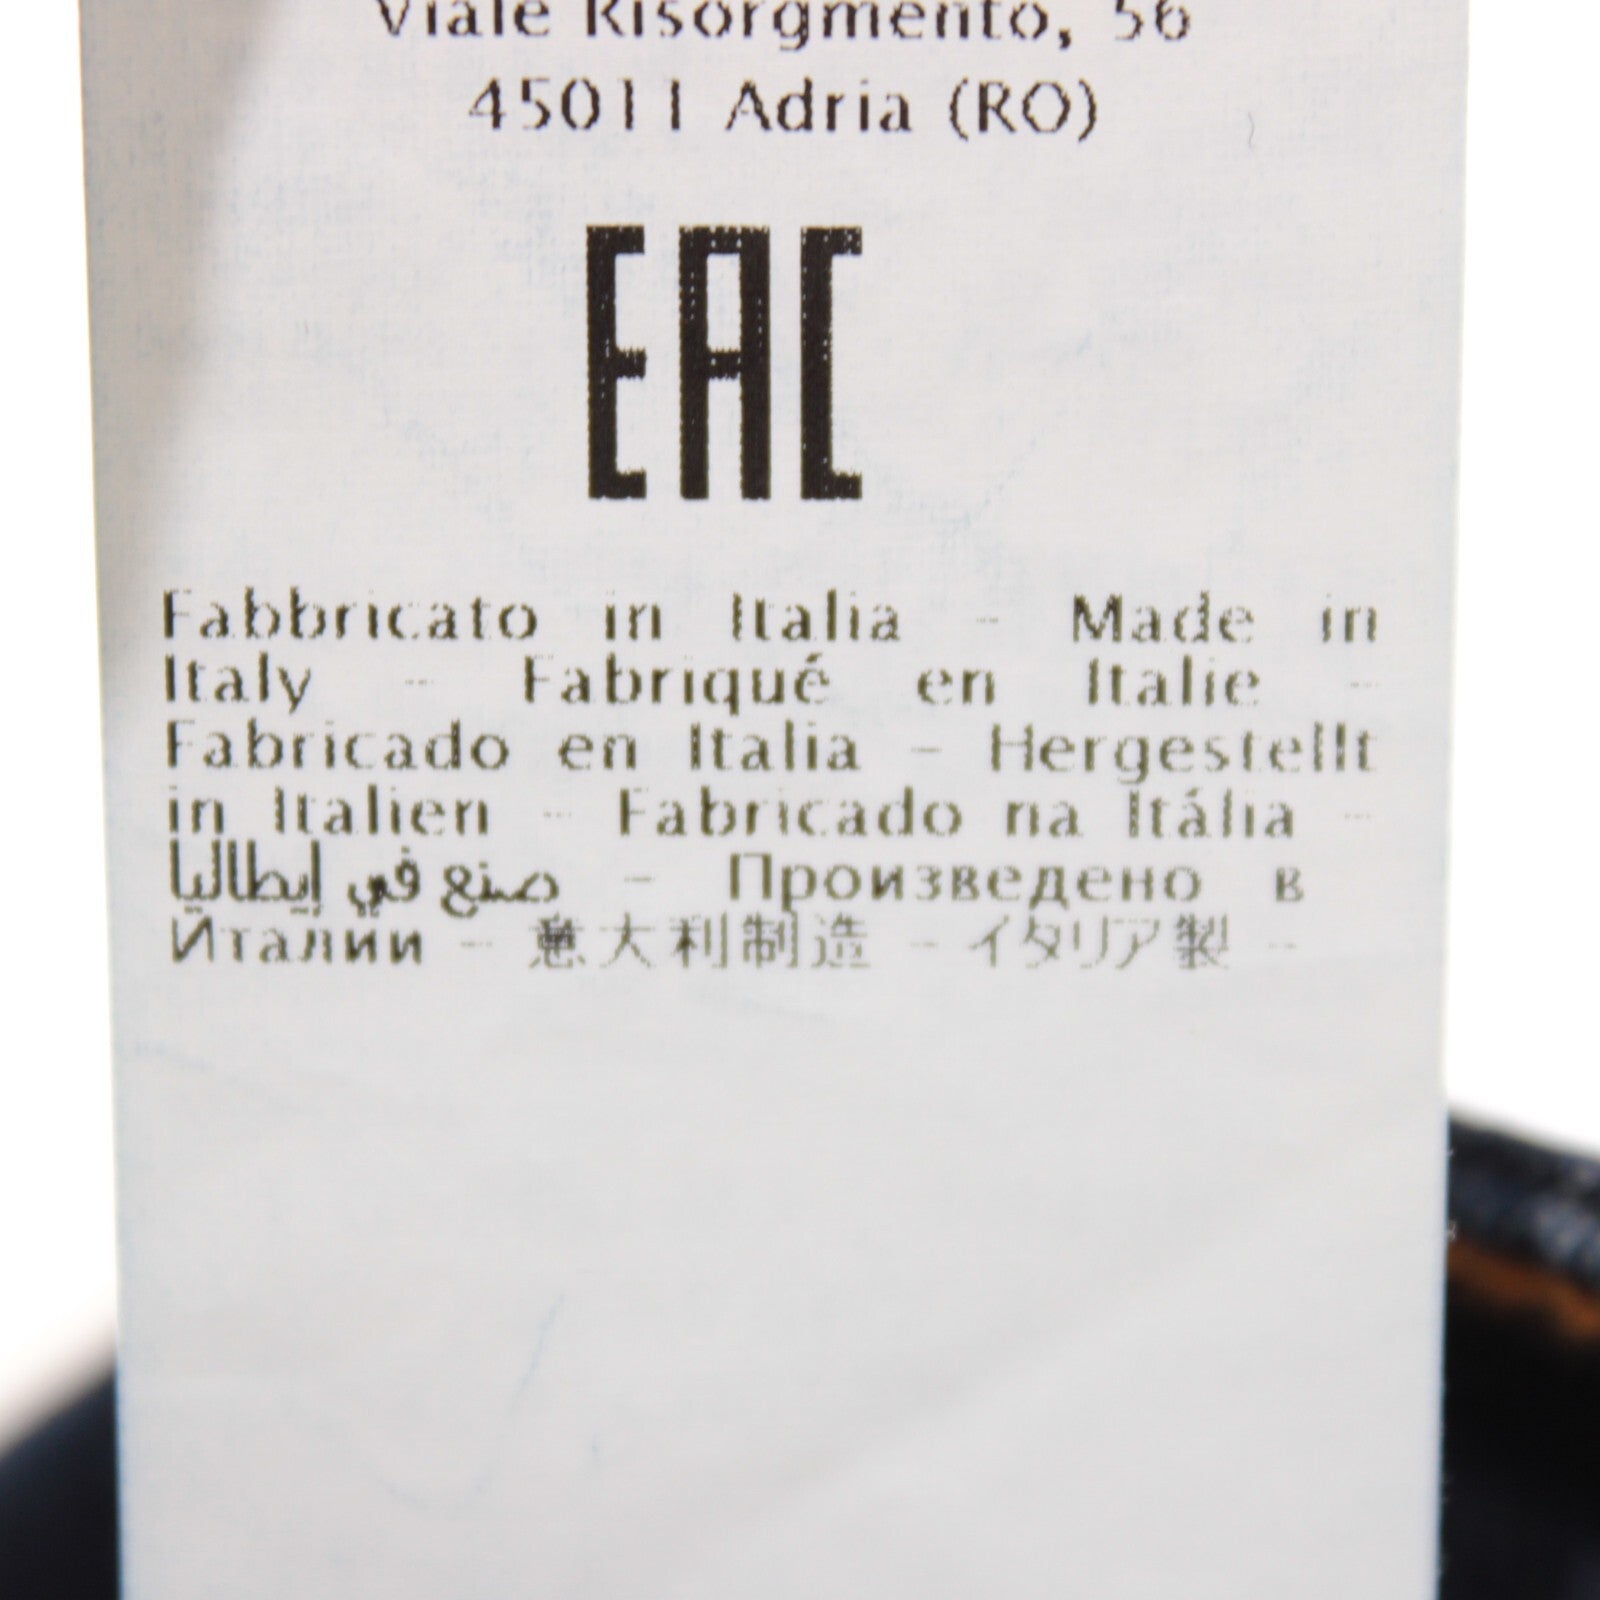 Viale Risorgmento, 56
45011 Adria (RO)
EAC
Fabbricato in Italia - Made in
Italy - Fabriqué en Italie -
Fabricado en Italia - Hergestellt
in Italien - Fabricado na Itália -
صنع في إيطاليا - Произведено в
Италии - 意大利制造 - イタリア製 -